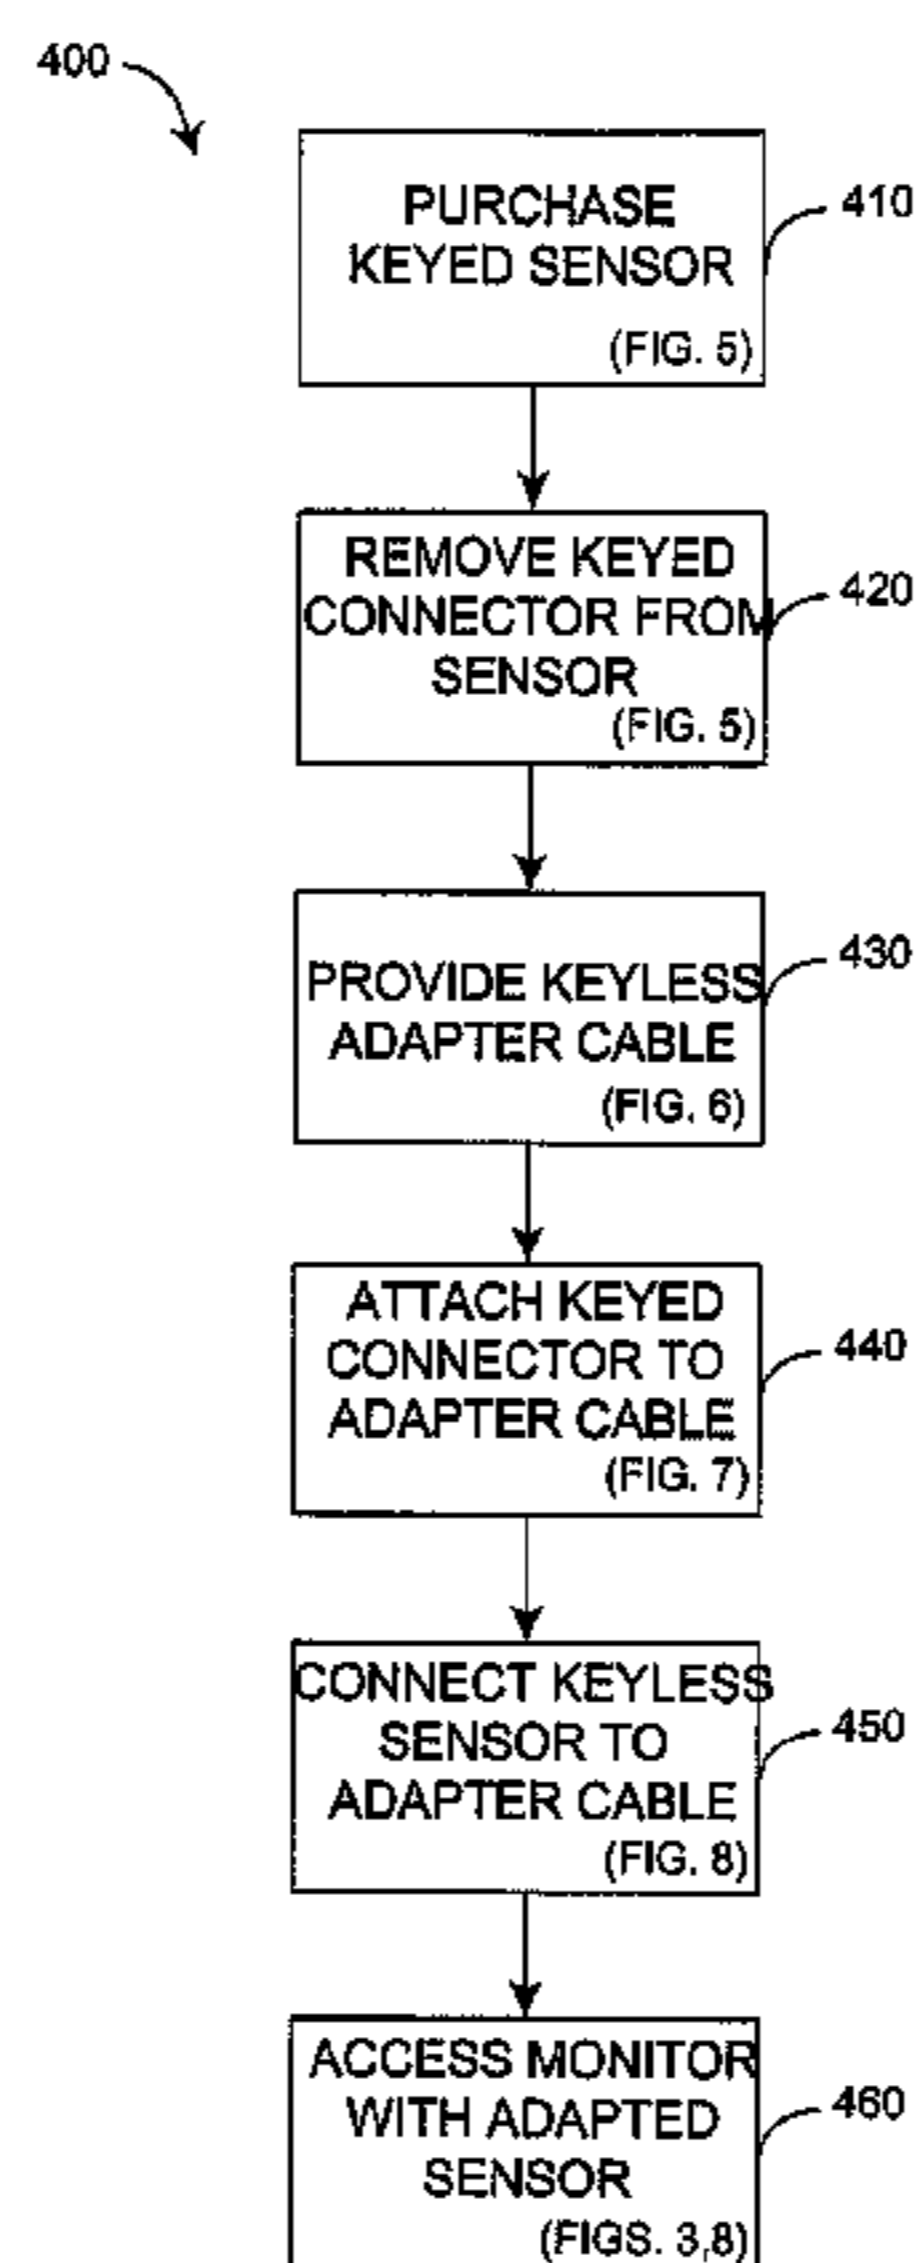 400
PURCHASE
KEYED SENSOR
(FIG. 5)
410
REMOVE KEYED
CONNECTOR FROM
SENSOR
(FIG. 5)
420
PROVIDE KEYLESS
ADAPTER CABLE
(FIG. 6)
430
ATTACH KEYED
CONNECTOR TO
ADAPTER CABLE
(FIG. 7)
440
CONNECT KEYLESS
SENSOR TO
ADAPTER CABLE
(FIG. 8)
450
ACCESS MONITOR
WITH ADAPTED
SENSOR
(FIGS. 3,8)
460